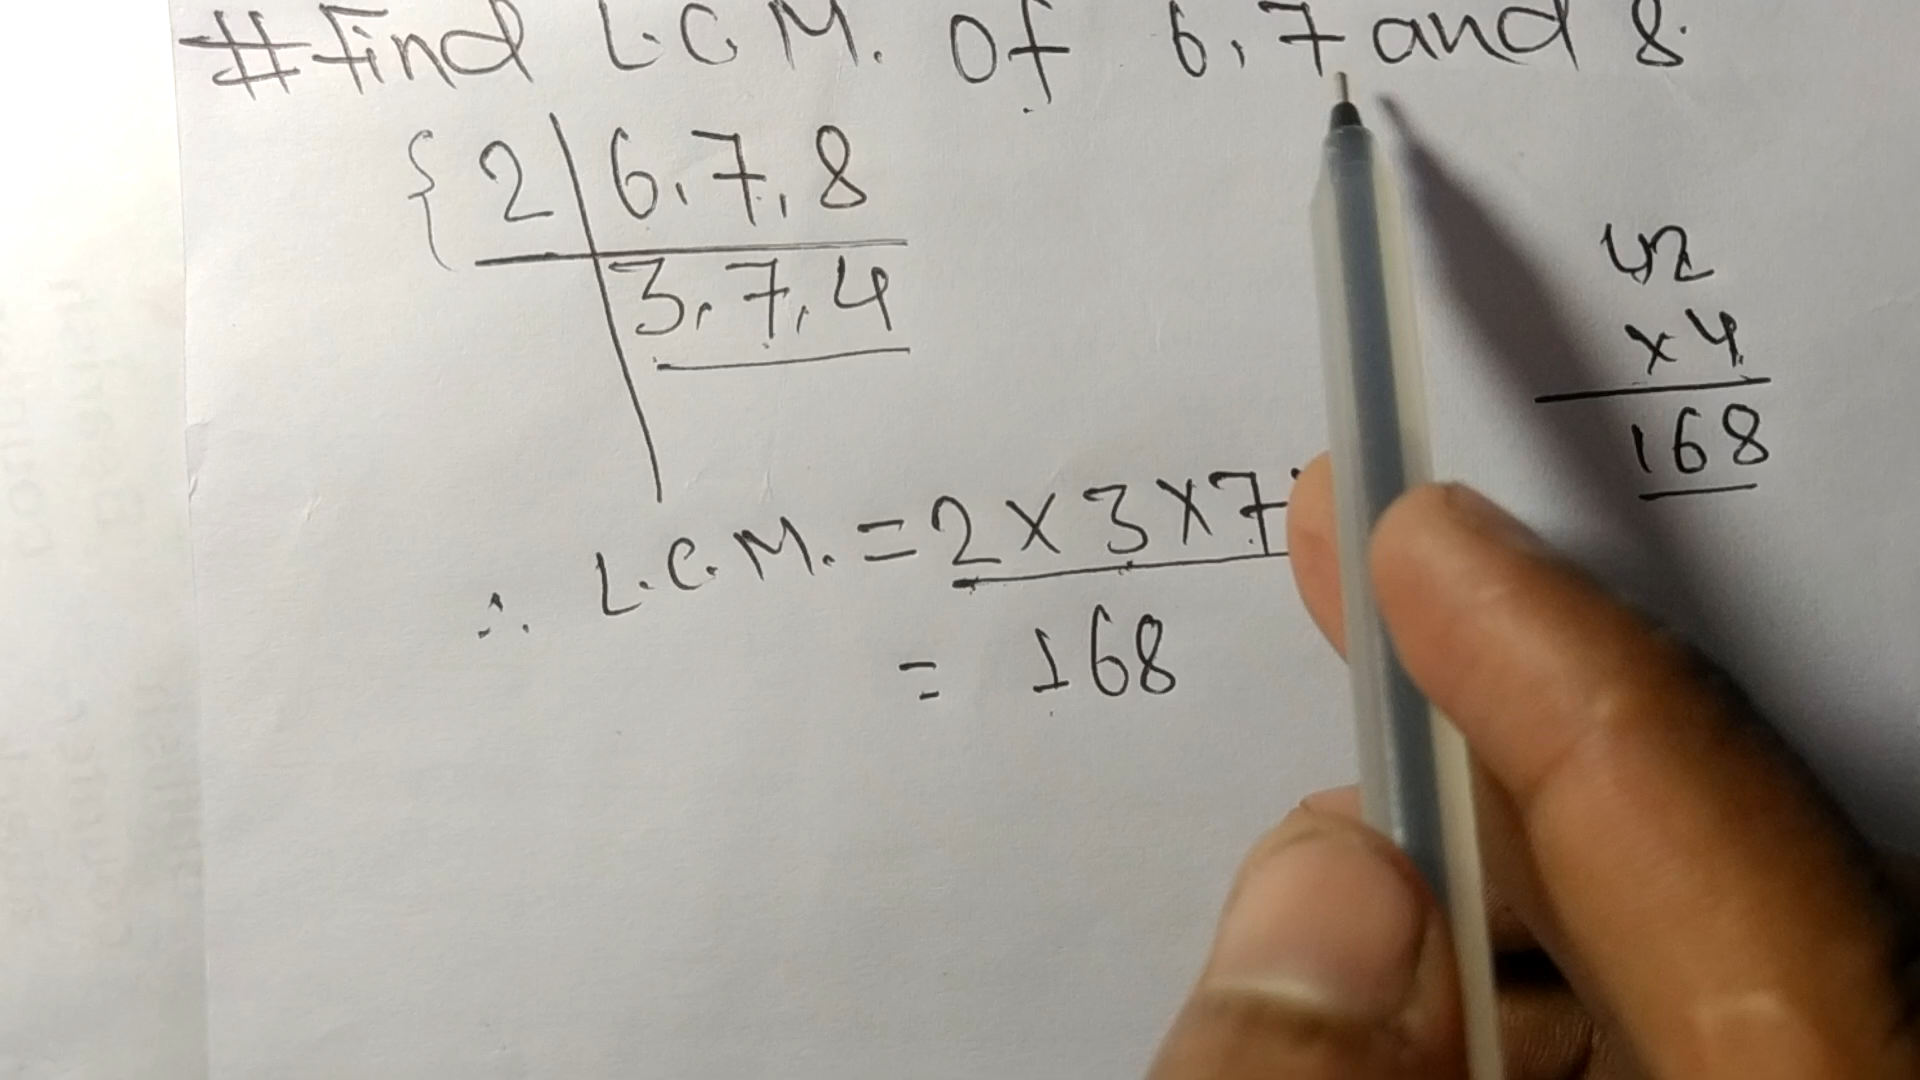 #Find L.C.M. of 6,7 and 8.
{ 2 | 6,7,8
3,7,4
∴ L.C.M. = 2×3×7
= 168
42
×4
168